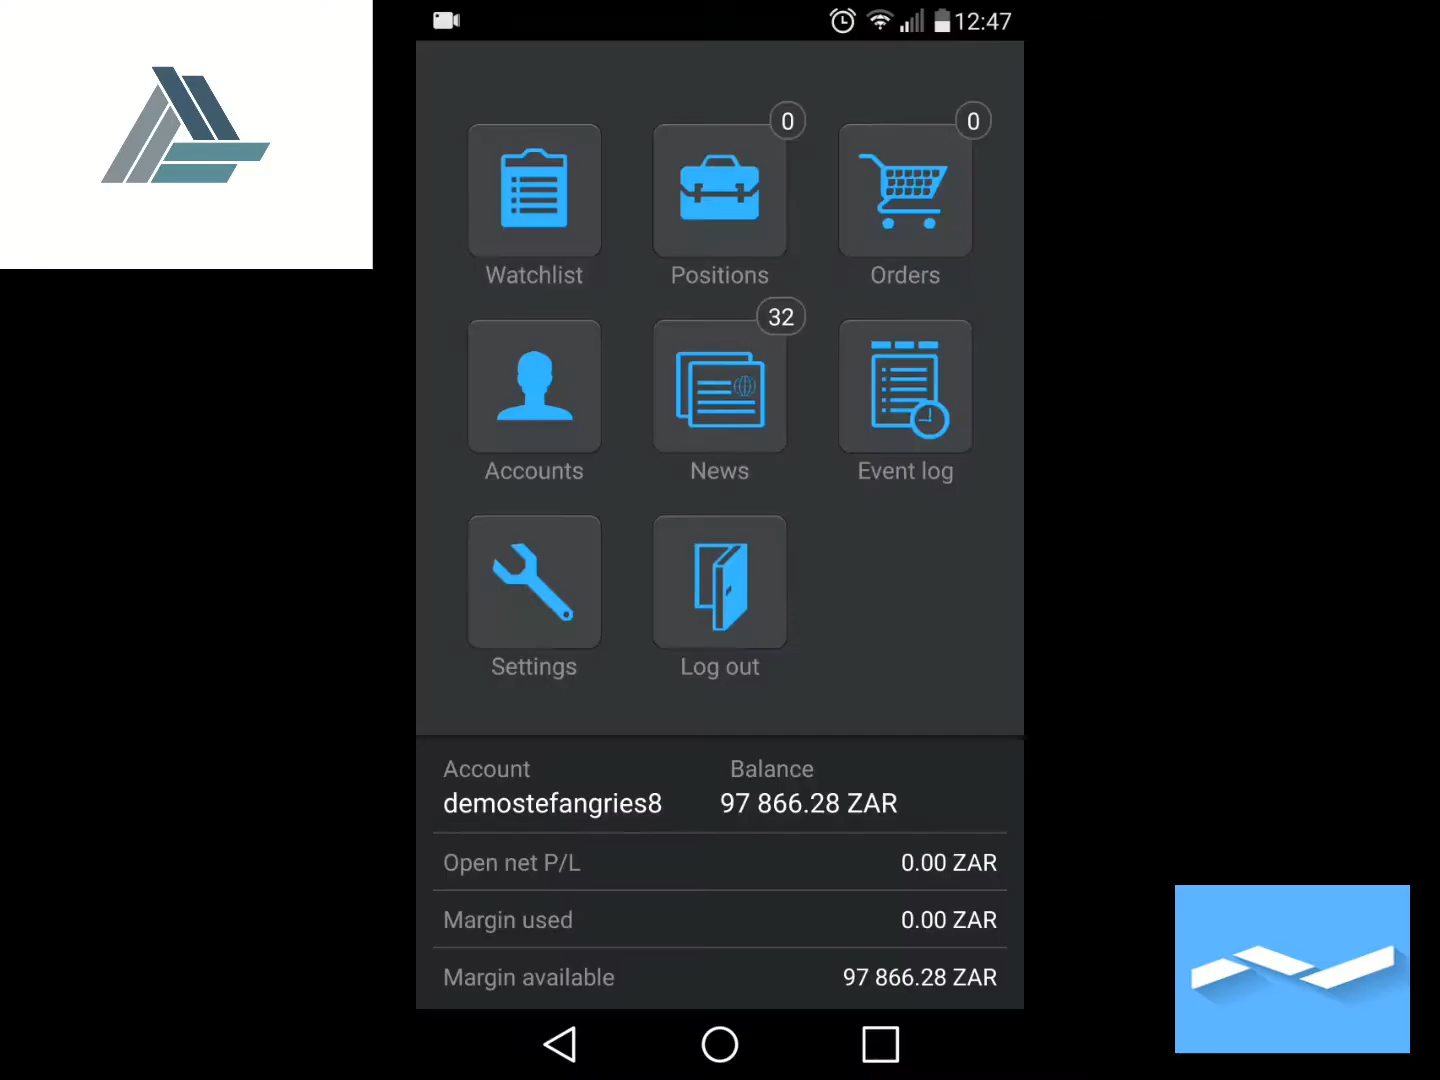 12:47
0
0
Watchlist
Positions
Orders
32
Accounts
News
Event log
Settings
Log out
Account
Balance
demostefangries8
97 866.28 ZAR
Open net P/L
0.00 ZAR
Margin used
0.00 ZAR
Margin available
97 866.28 ZAR